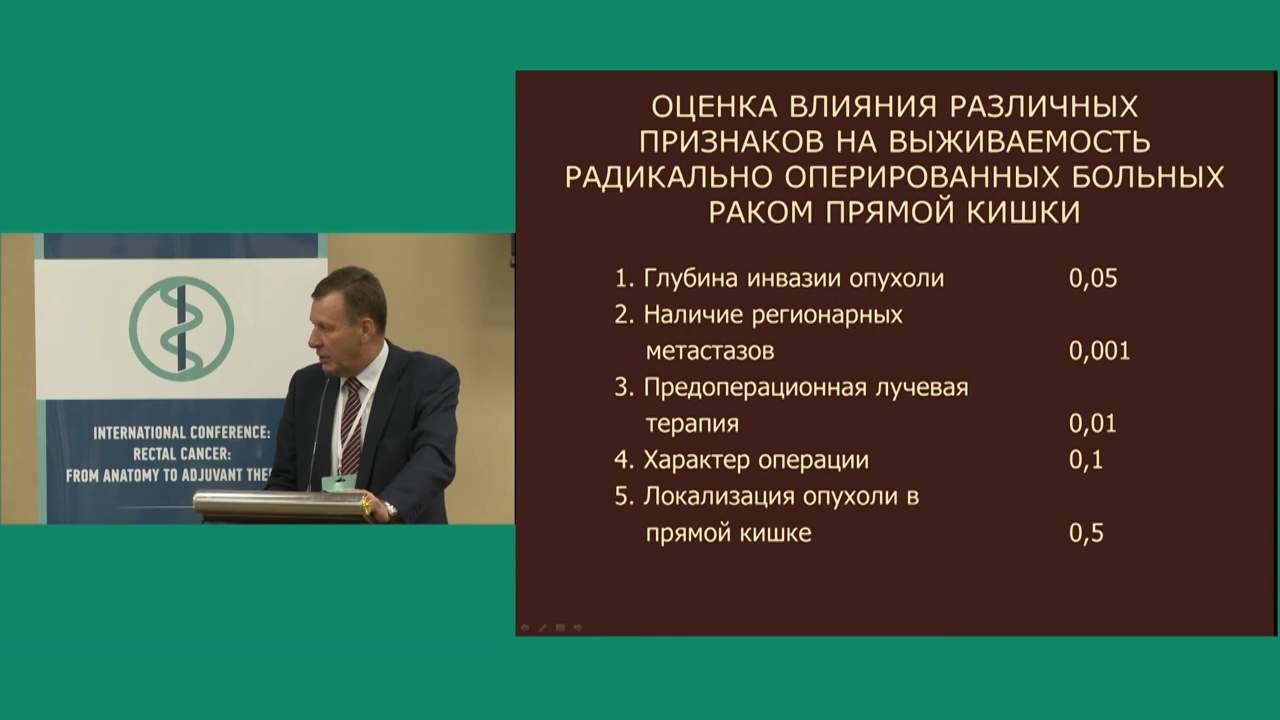 ОЦЕНКА ВЛИЯНИЯ РАЗЛИЧНЫХ
ПРИЗНАКОВ НА ВЫЖИВАЕМОСТЬ
РАДИКАЛЬНО ОПЕРИРОВАННЫХ БОЛЬНЫХ
РАКОМ ПРЯМОЙ КИШКИ
1. Глубина инвазии опухоли 0,05
2. Наличие регионарных
метастазов 0,001
3. Предоперационная лучевая
терапия 0,01
4. Характер операции 0,1
5. Локализация опухоли в
прямой кишке 0,5
INTERNATIONAL CONFERENCE:
RECTAL CANCER:
FROM ANATOMY TO ADJUVANT